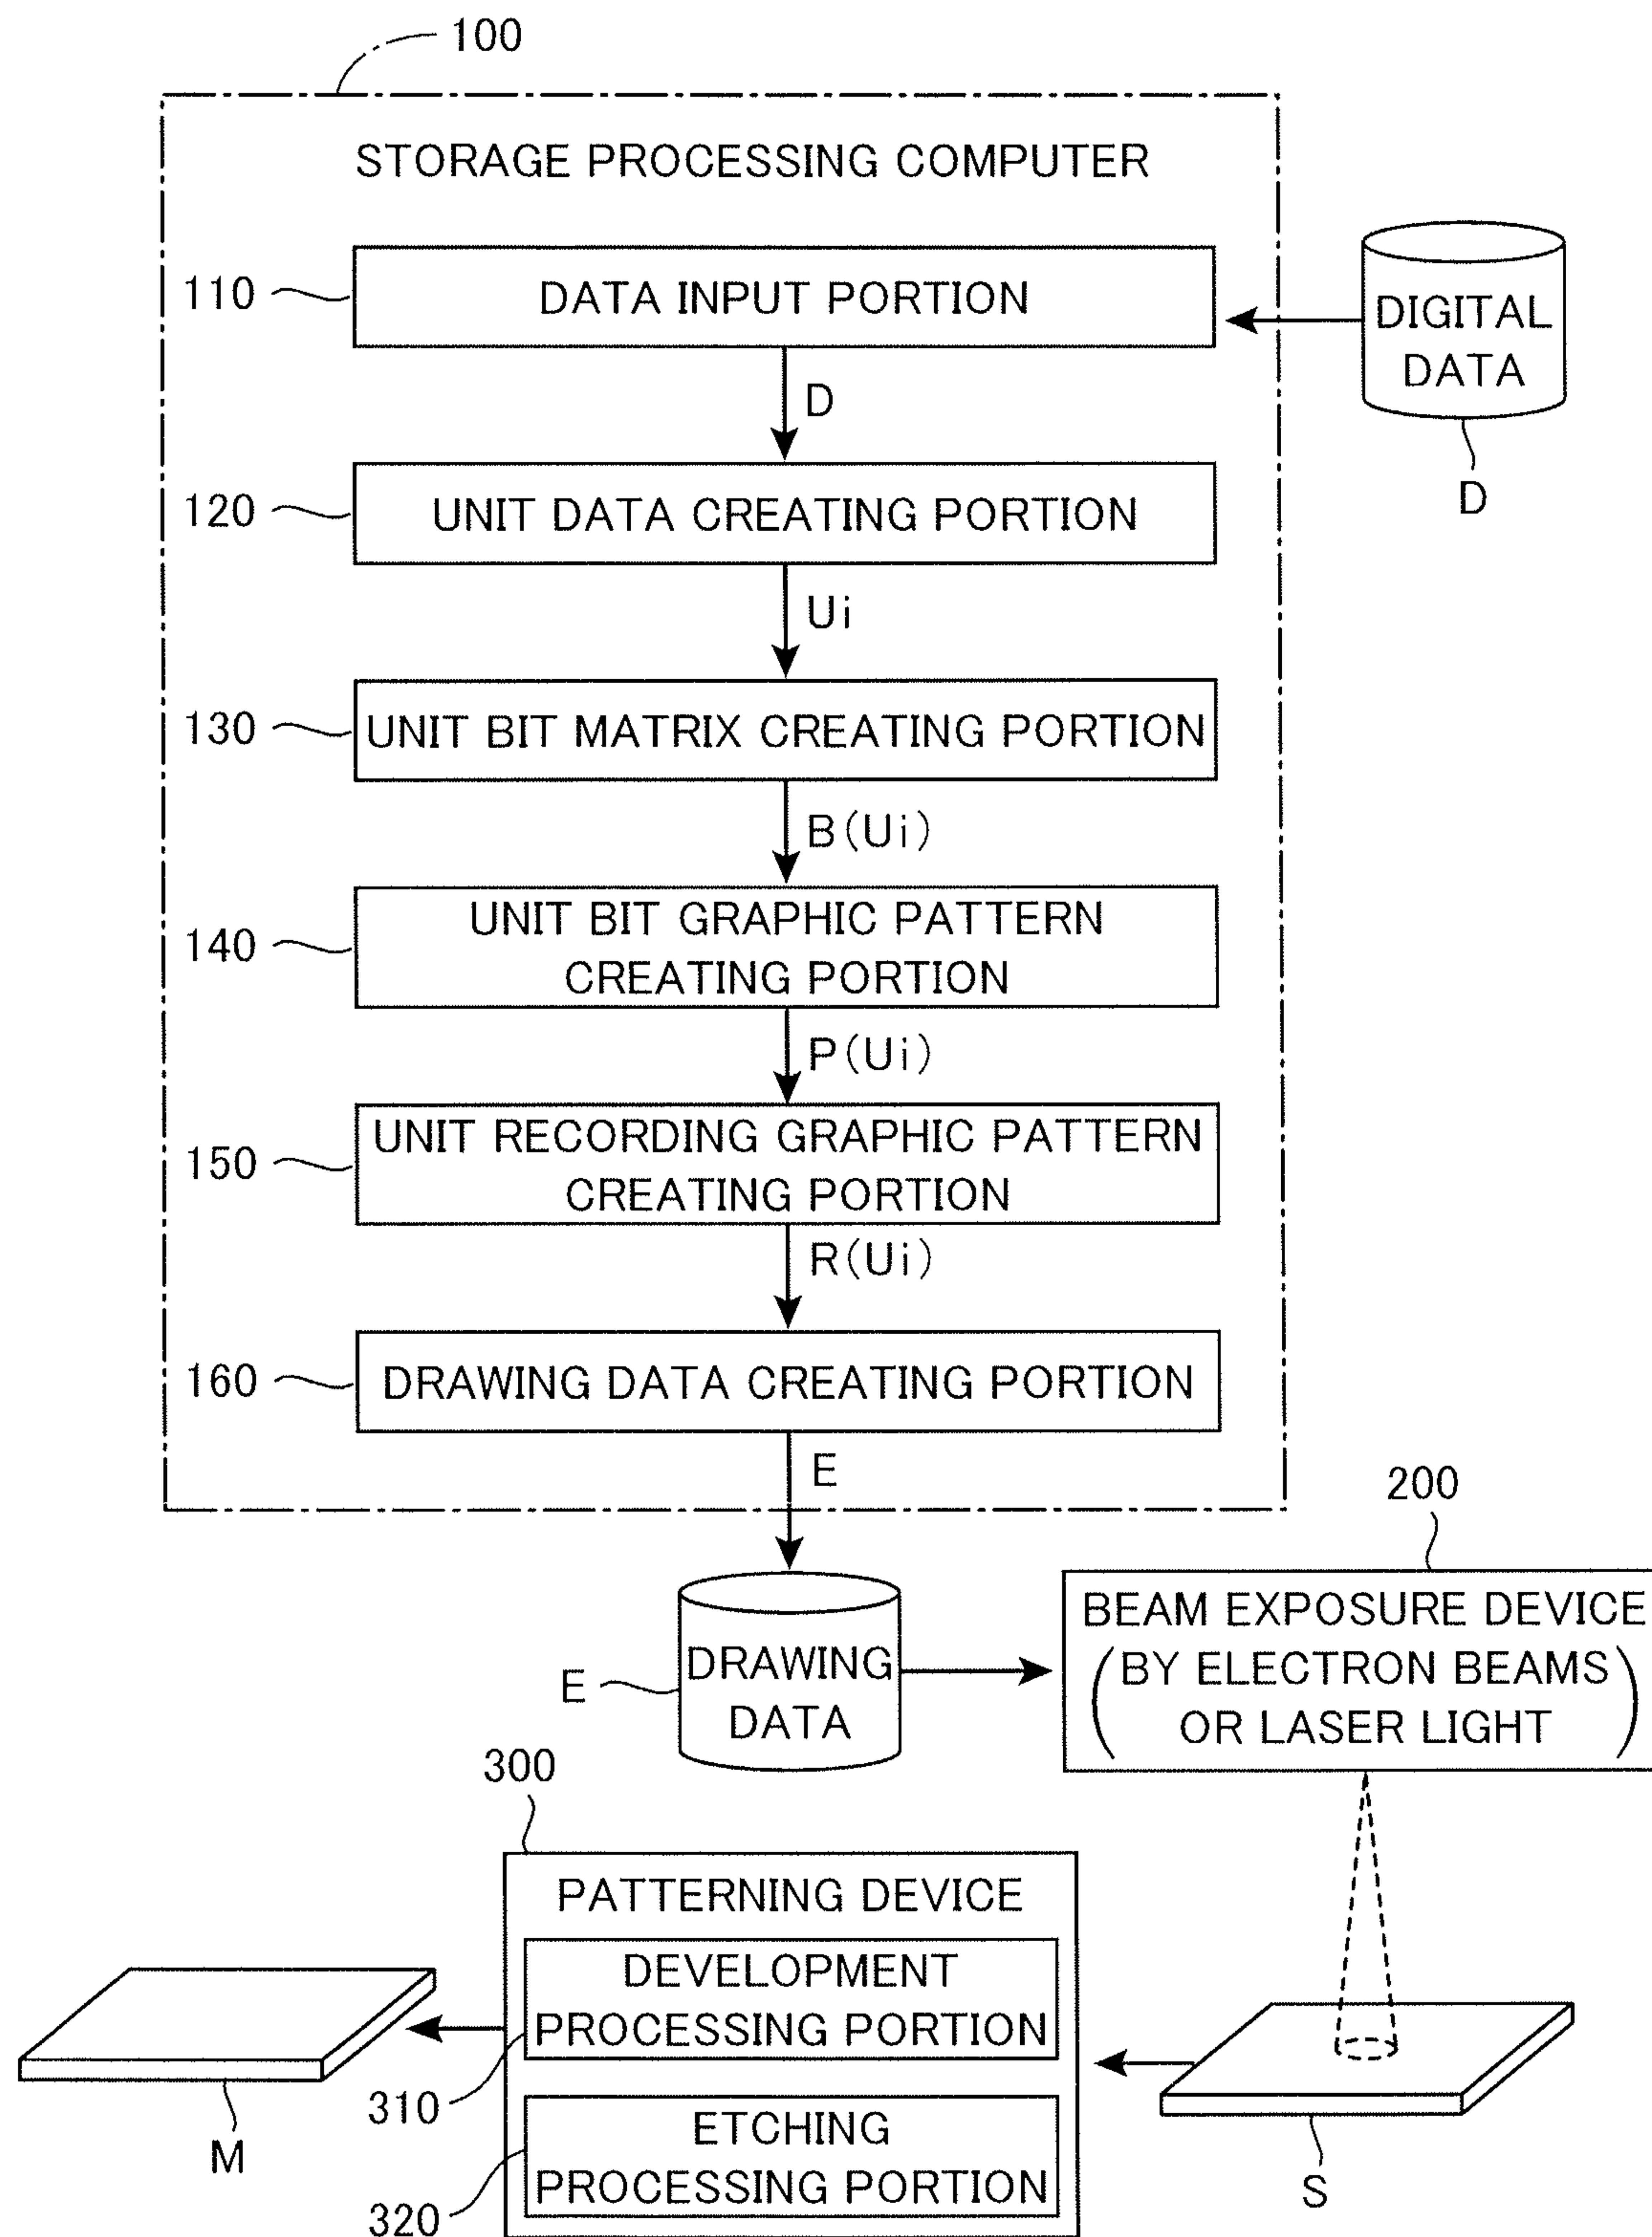 100
STORAGE PROCESSING COMPUTER
110
DATA INPUT PORTION
DIGITAL
DATA
D
D
120
UNIT DATA CREATING PORTION
Ui
130
UNIT BIT MATRIX CREATING PORTION
B(Ui)
140
UNIT BIT GRAPHIC PATTERN
CREATING PORTION
P(Ui)
150
UNIT RECORDING GRAPHIC PATTERN
CREATING PORTION
R(Ui)
160
DRAWING DATA CREATING PORTION
E
200
BEAM EXPOSURE DEVICE
(BY ELECTRON BEAMS
OR LASER LIGHT)
E
DRAWING
DATA
300
PATTERNING DEVICE
DEVELOPMENT
PROCESSING PORTION
310
ETCHING
PROCESSING PORTION
320
M
S